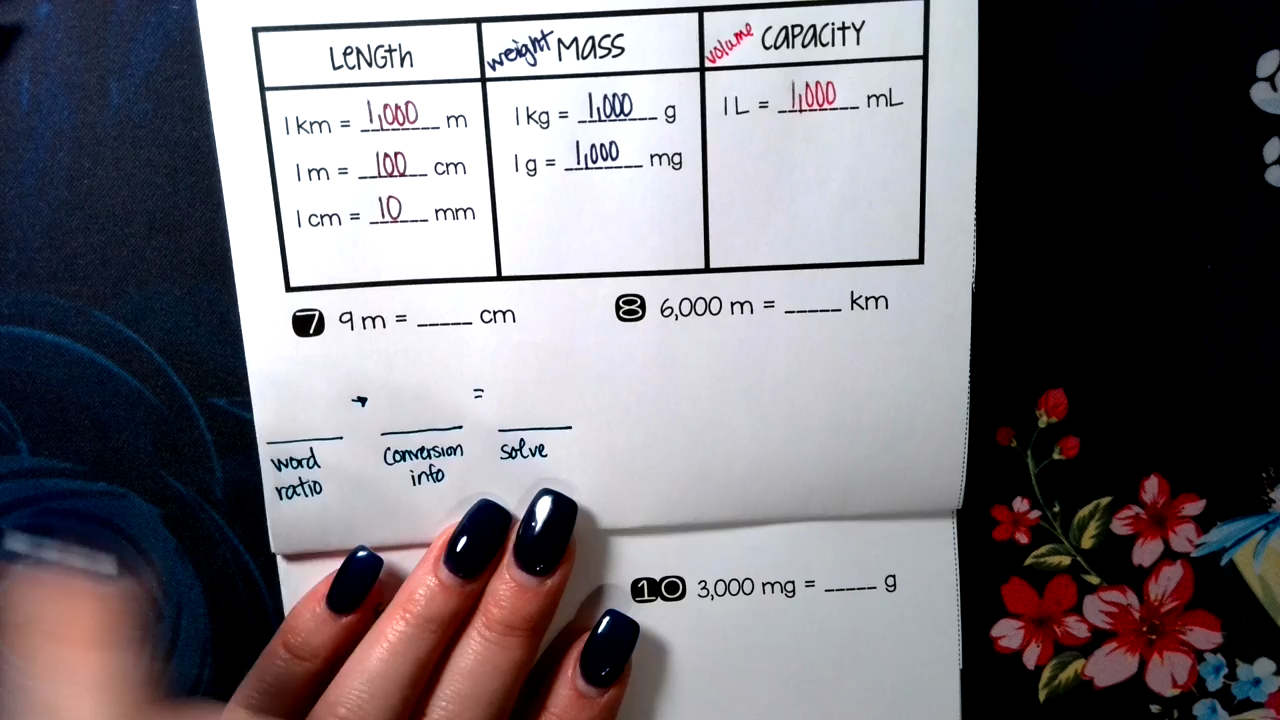 LENGTH
weight MASS
volume CAPACITY
1 km = 1,000 m
1 m = 100 cm
1 cm = 10 mm
1 kg = 1,000 g
1 g = 1,000 mg
1 L = 1,000 mL
7 9 m = _____ cm
8 6,000 m = _____ km
→ =
word ratio
conversion info
solve
10 3,000 mg = _____ g